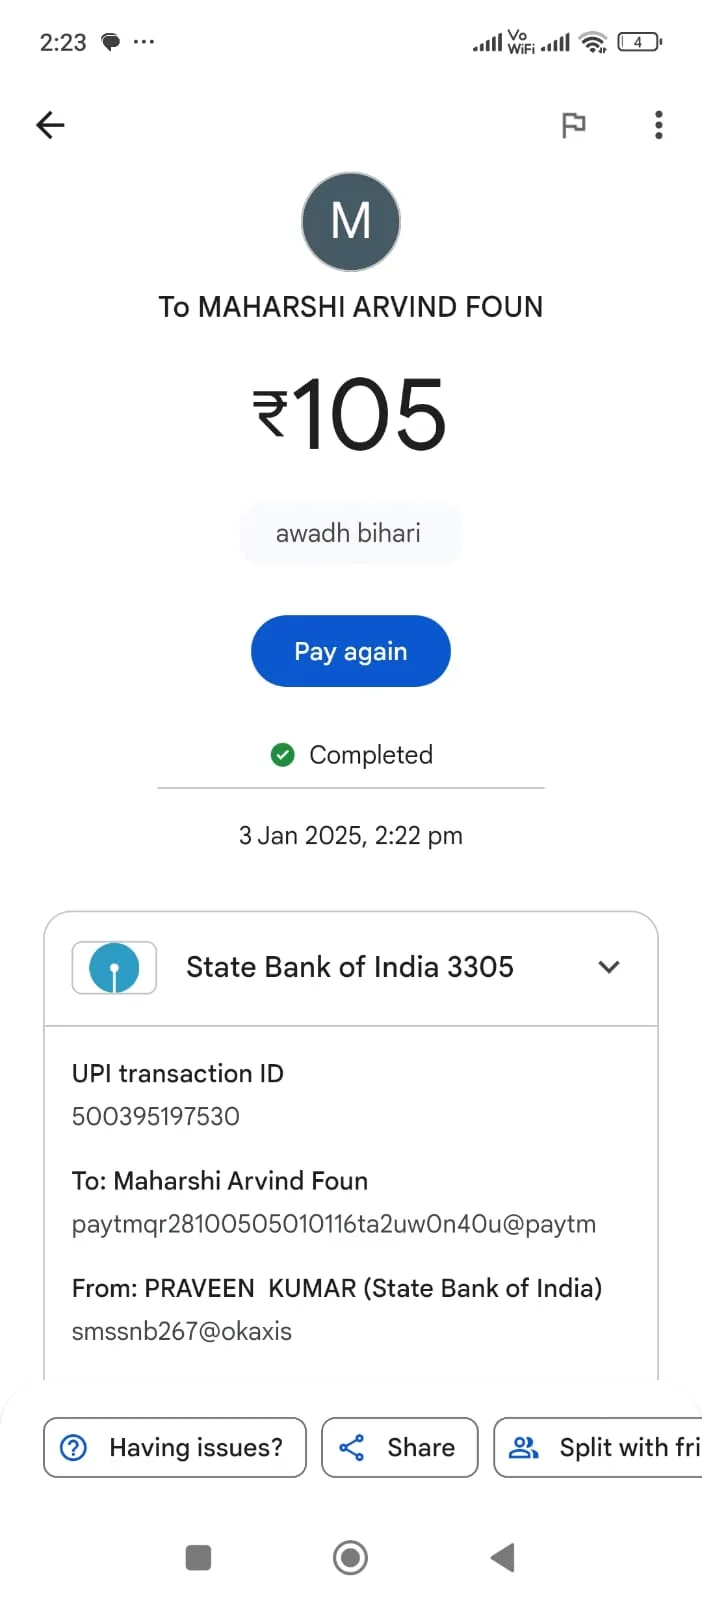 2:23 ... Vo WiFi 4
M
To MAHARSHI ARVIND FOUN
₹105
awadh bihari
Pay again
Completed
3 Jan 2025, 2:22 pm
State Bank of India 3305
UPI transaction ID
500395197530
To: Maharshi Arvind Foun
paytmqr28100505010116ta2uw0n40u@paytm
From: PRAVEEN  KUMAR (State Bank of India)
smssnb267@okaxis
Having issues?
Share
Split with fri